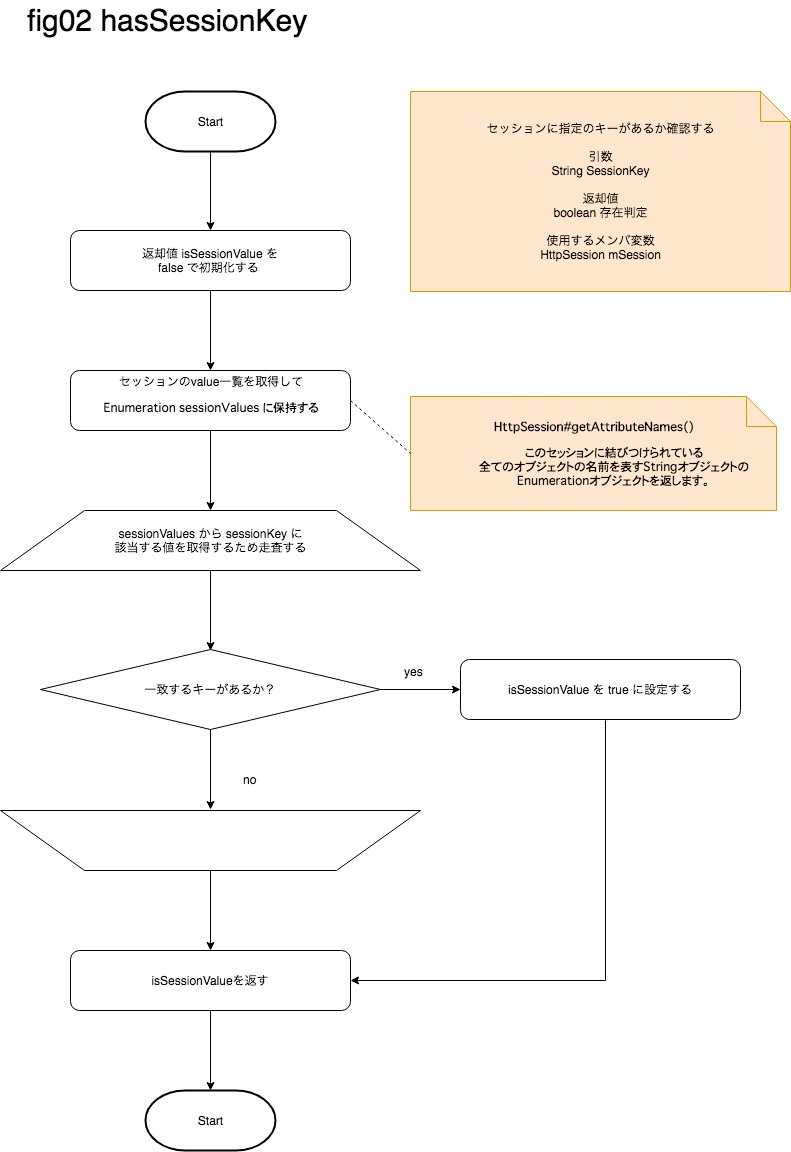 fig02 hasSessionKey
Start
セッションに指定のキーがあるか確認する
引数
String SessionKey
返却値
boolean 存在判定
使用するメンバ変数
HttpSession mSession
返却値 isSessionValue を
false で初期化する
セッションのvalue一覧を取得して
Enumeration sessionValues に保持する
HttpSession#getAttributeNames()
このセッションに結びつけられている
全てのオブジェクトの名前を表すStringオブジェクトの
Enumerationオブジェクトを返します。
sessionValues から sessionKey に
該当する値を取得するため走査する
一致するキーがあるか？
yes
isSessionValue を true に設定する
no
isSessionValueを返す
Start